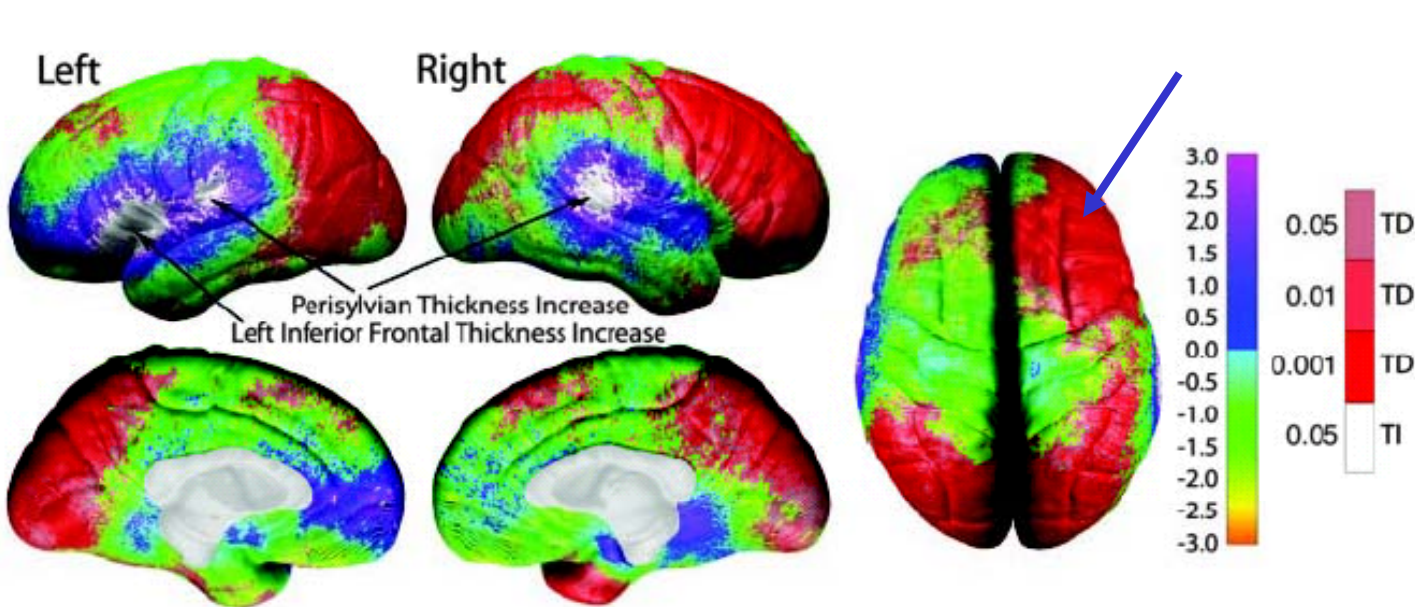 Left
Right
Perisylvian Thickness Increase
Left Inferior Frontal Thickness Increase
3.0
2.5
2.0
1.5
1.0
0.5
0.0
-0.5
-1.0
-1.5
-2.0
-2.5
-3.0
0.05 TD
0.01 TD
0.001 TD
0.05 TI